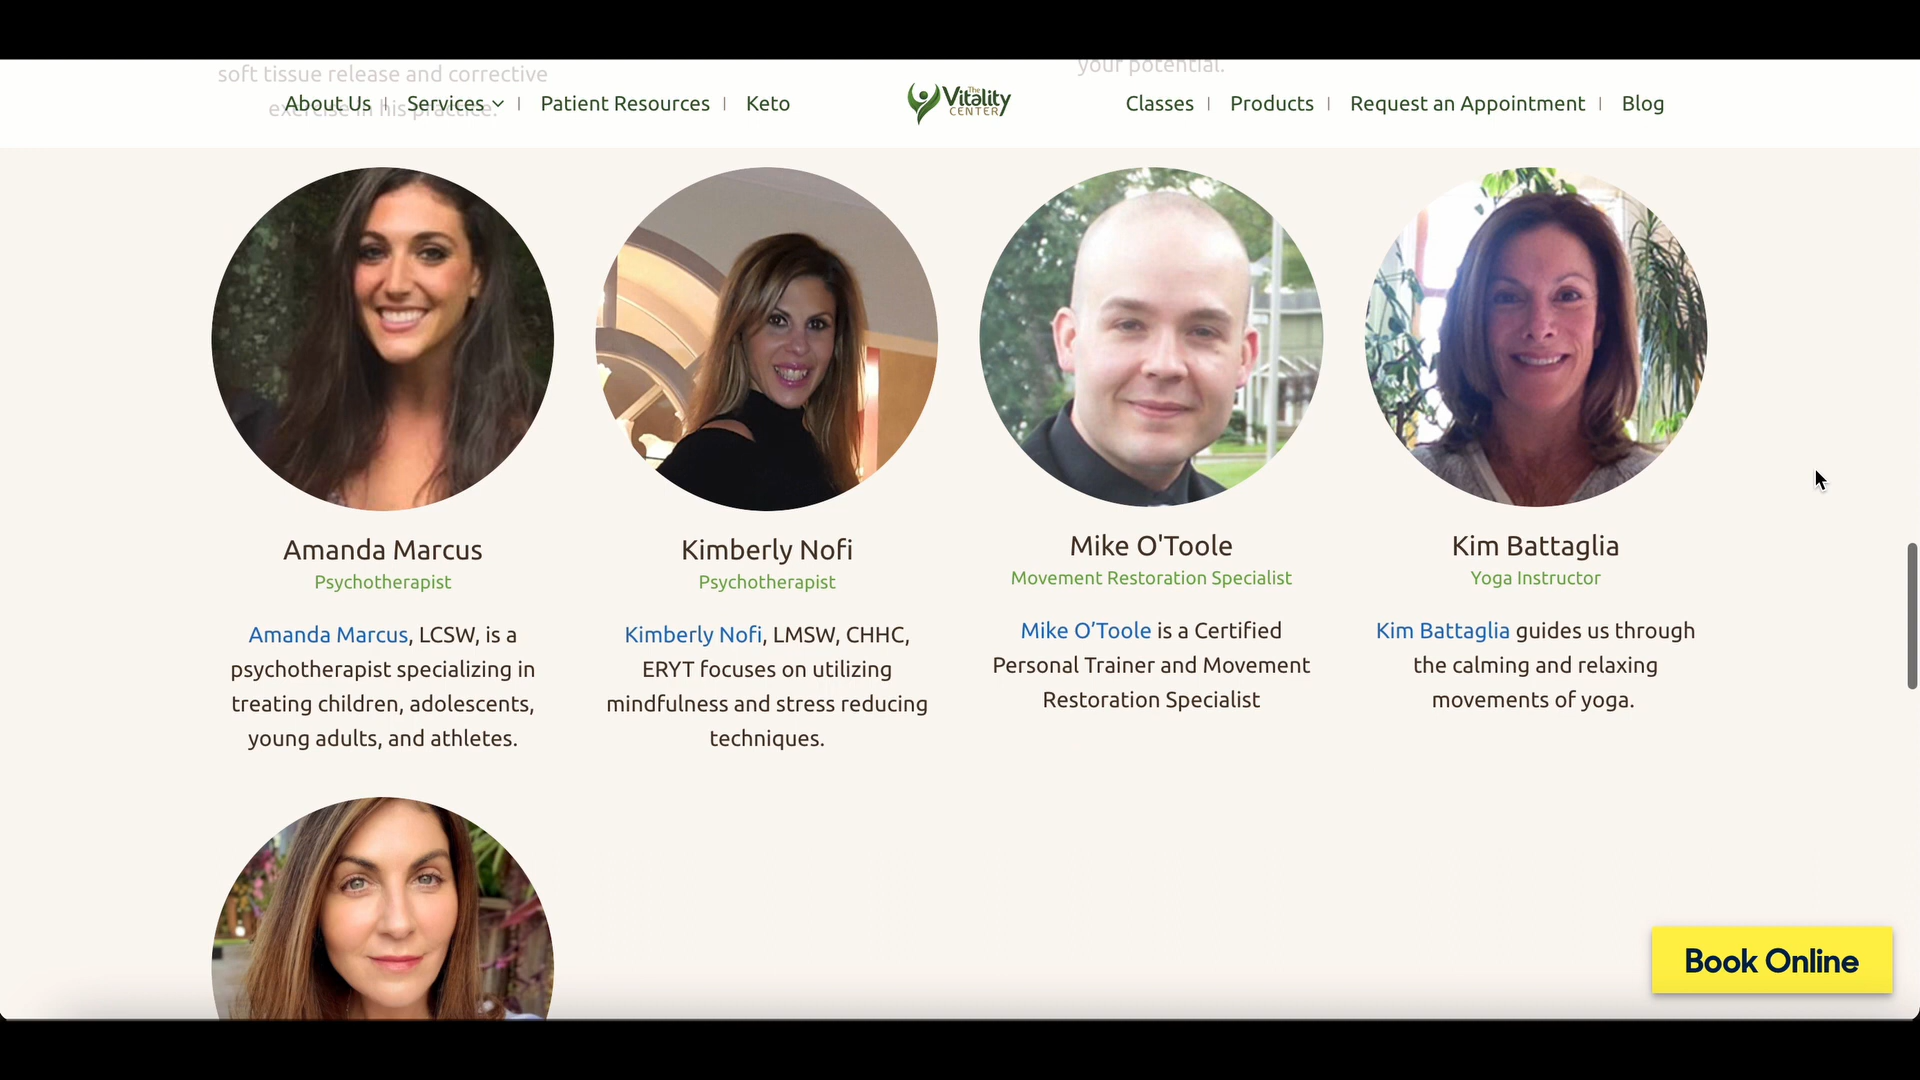 soft tissue release and corrective
exercise in his practice.
your potential.
About Us | Services | Patient Resources | Keto
The Vitality CENTER
Classes | Products | Request an Appointment | Blog
Amanda Marcus
Psychotherapist
Amanda Marcus, LCSW, is a
psychotherapist specializing in
treating children, adolescents,
young adults, and athletes.
Kimberly Nofi
Psychotherapist
Kimberly Nofi, LMSW, CHHC,
ERYT focuses on utilizing
mindfulness and stress reducing
techniques.
Mike O'Toole
Movement Restoration Specialist
Mike O’Toole is a Certified
Personal Trainer and Movement
Restoration Specialist
Kim Battaglia
Yoga Instructor
Kim Battaglia guides us through
the calming and relaxing
movements of yoga.
Book Online